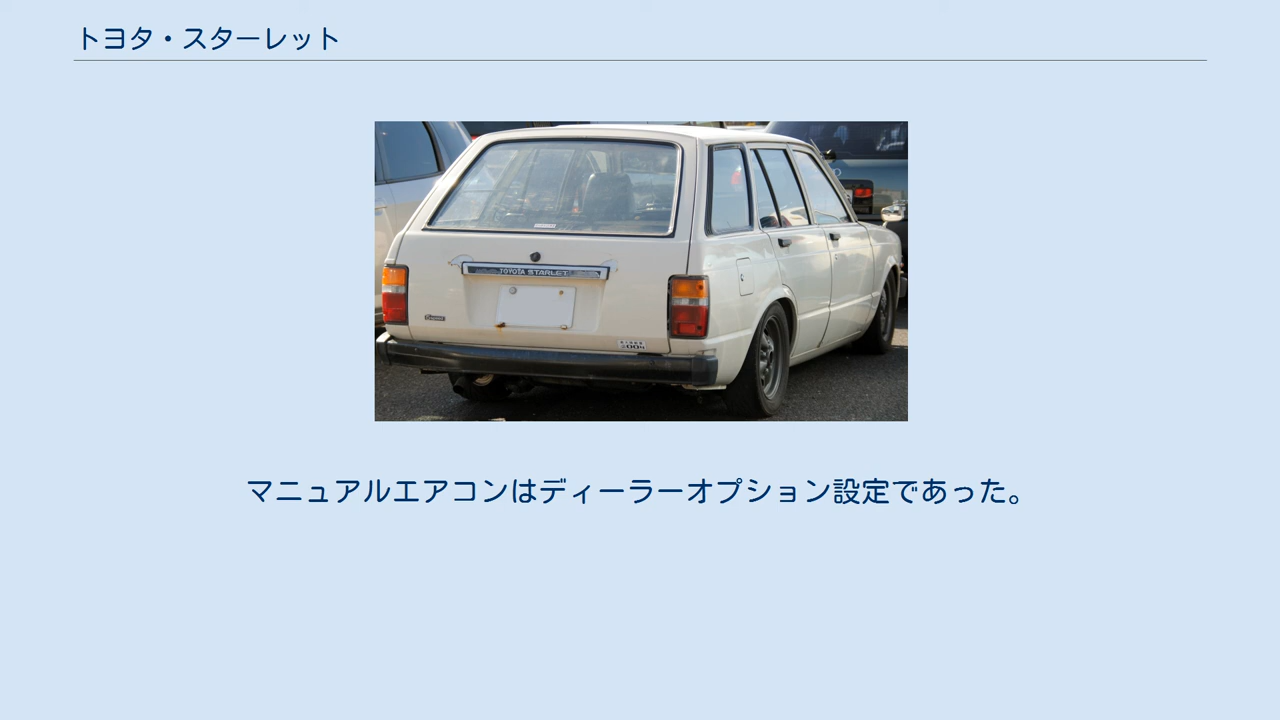 トヨタ・スターレット
TOYOTA STARLET
マニュアルエアコンはディーラーオプション設定であった。